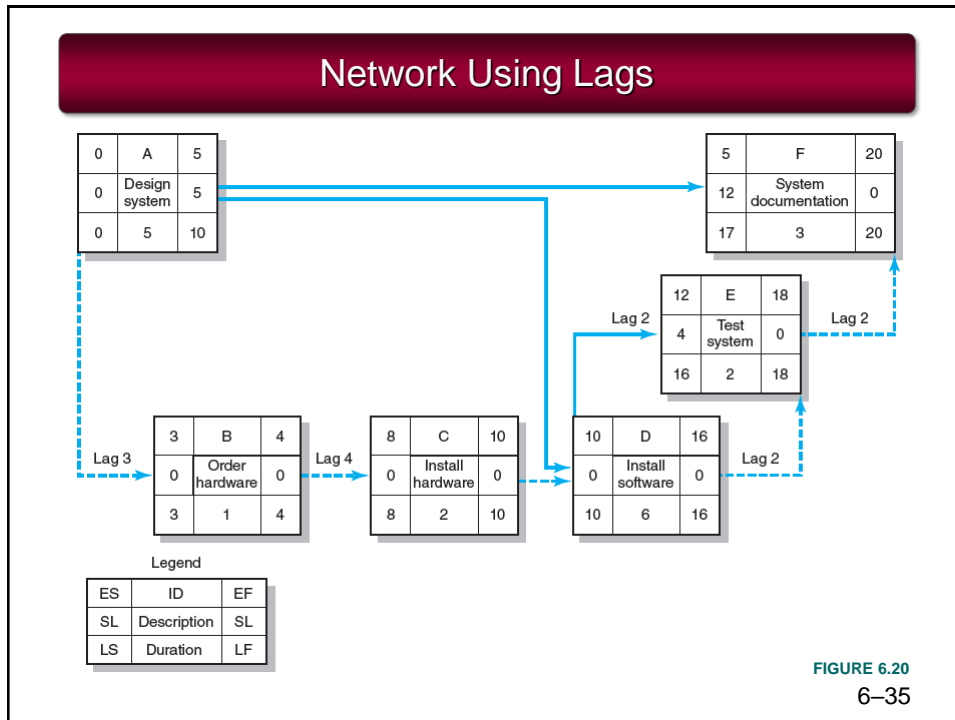 Network Using Lags
0 A 5
0 Design system 5
0 5 10
5 F 20
12 System documentation 0
17 3 20
12 E 18
Lag 2
4 Test system 0
Lag 2
16 2 18
3 B 4
8 C 10
10 D 16
Lag 3
0 Order hardware 0
Lag 4
0 Install hardware 0
0 Install software 0
Lag 2
3 1 4
8 2 10
10 6 16
Legend
ES ID EF
SL Description SL
LS Duration LF
FIGURE 6.20
6–35